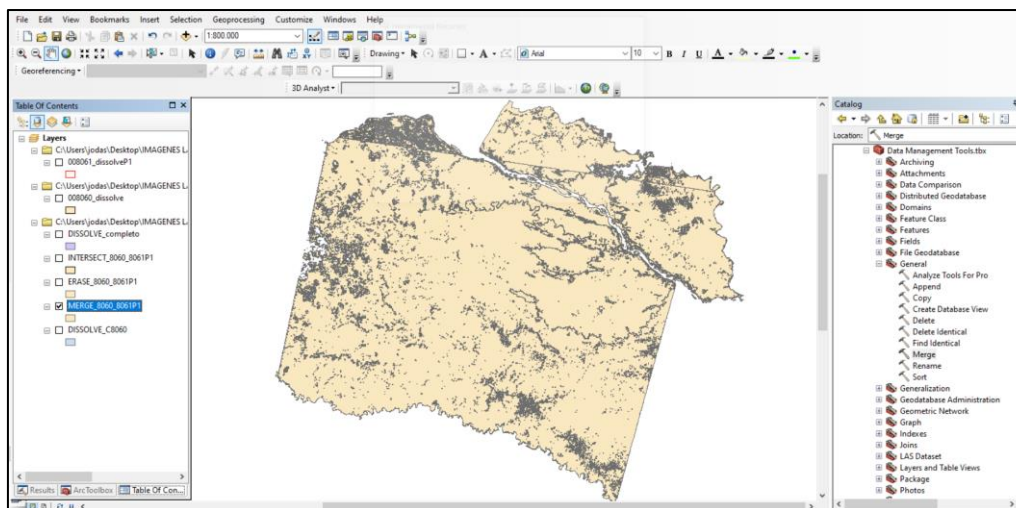 File Edit View Bookmarks Insert Selection Geoprocessing Customize Windows Help
1:800.000
Drawing
Arial
10
B I U A
Georeferencing
3D Analyst
Table Of Contents
Layers
C:\Users\jodas\Desktop\IMAGENES L
008061_dissolveP1
C:\Users\jodas\Desktop\IMAGENES L
008060_dissolve
C:\Users\jodas\Desktop\IMAGENES L
DISSOLVE_completo
INTERSECT_8060_8061P1
ERASE_8060_8061P1
MERGE_8060_8061P1
DISSOLVE_C8060
Results ArcToolbox Table Of Con...
Catalog
Location: Merge
Data Management Tools.tbx
Archiving
Attachments
Data Comparison
Distributed Geodatabase
Domains
Feature Class
Features
Fields
File Geodatabase
General
Analyze Tools For Pro
Append
Copy
Create Database View
Delete
Delete Identical
Find Identical
Merge
Rename
Sort
Generalization
Geodatabase Administration
Geometric Network
Graph
Indexes
Joins
LAS Dataset
Layers and Table Views
Package
Photos